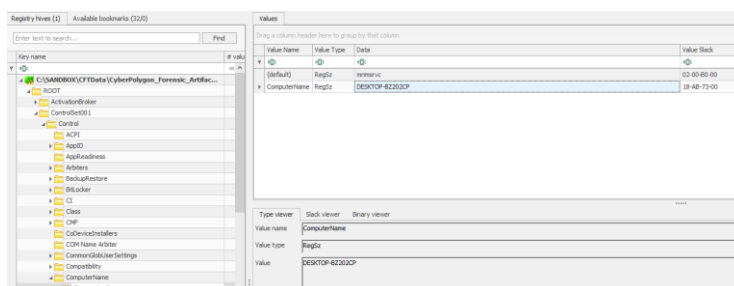 Registry hives (1) Available bookmarks (32/0)
Enter text to search... Find
Key name # valu
C:\SANDBOX\CFTData\CyberPolygon_Forensic_Artifac...
ROOT
ActivationBroker
ControlSet001
Control
ACPI
AppID
AppReadiness
Arbiters
BackupRestore
BitLocker
CI
Class
CMF
CoDeviceInstallers
COM Name Arbiter
CommonGlobUserSettings
Compatibility
ComputerName
Values
Drag a column header here to group by that column
Value Name Value Type Data Value Slack
(default) RegSz mnmsrvc 02-00-B0-00
ComputerName RegSz DESKTOP-BZ202CP 18-AB-73-00
Type viewer Slack viewer Binary viewer
Value name ComputerName
Value type RegSz
Value DESKTOP-BZ202CP